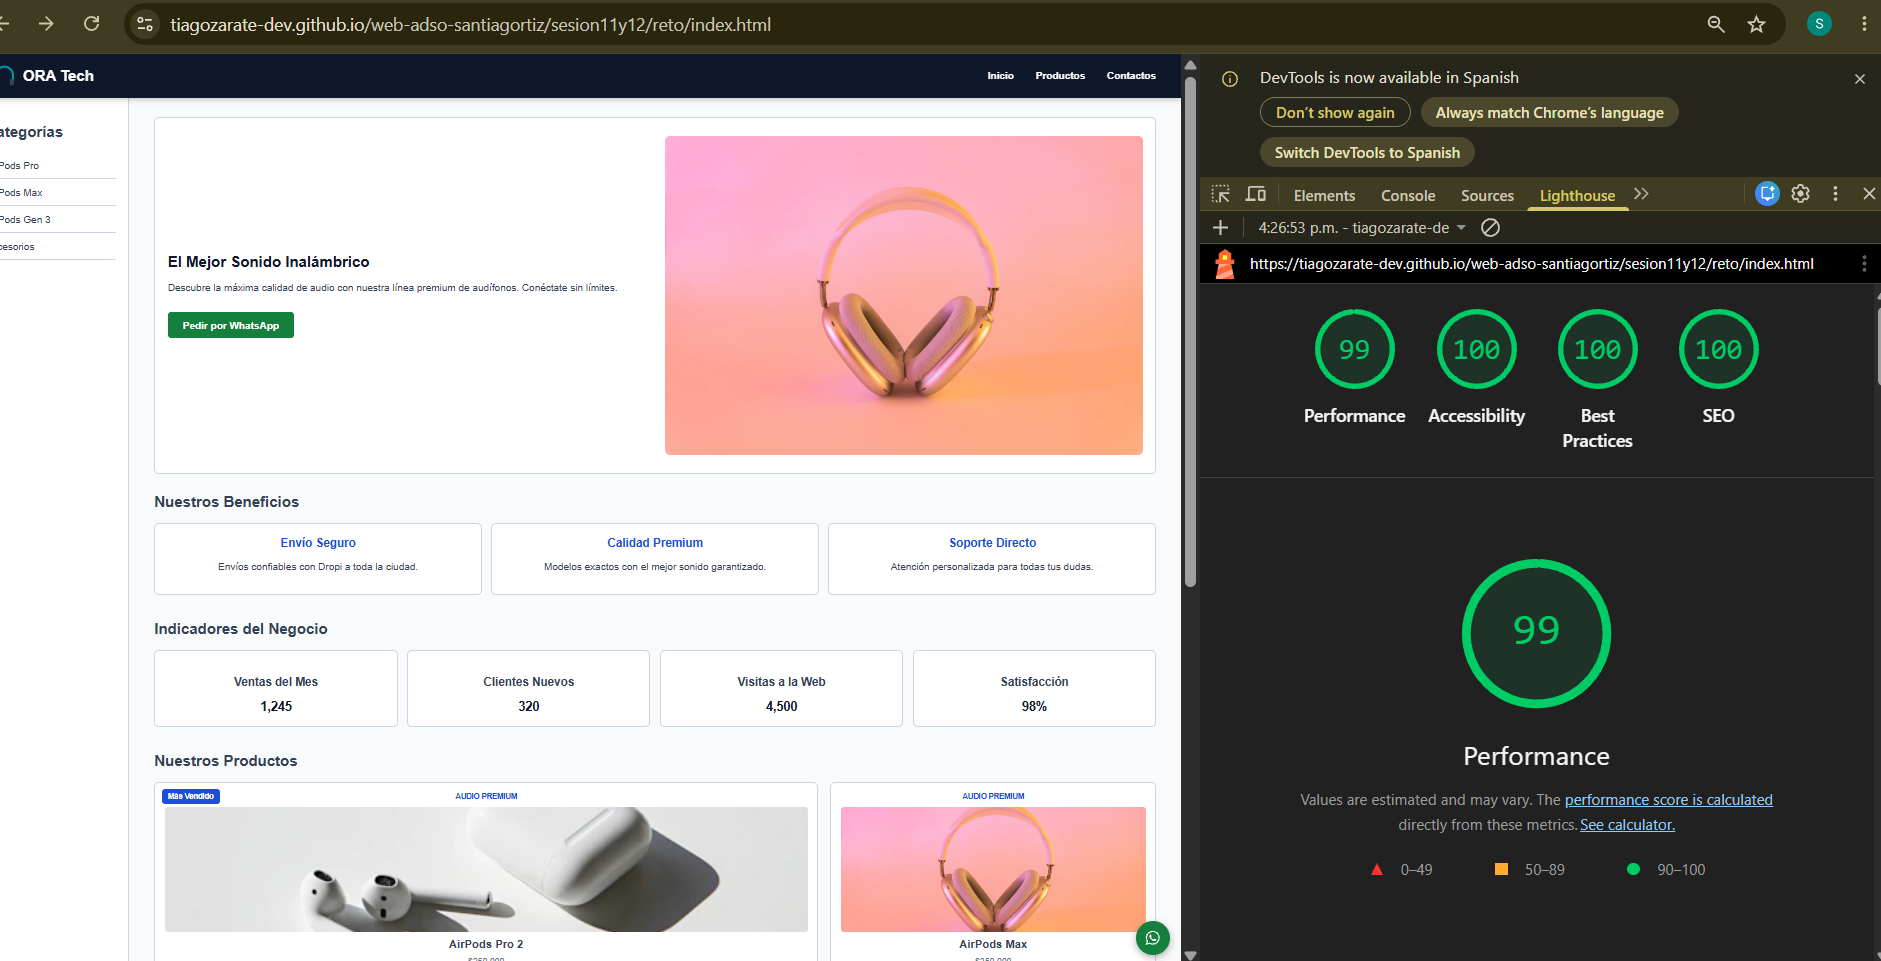 tiagozarate-dev.github.io/web-adso-santiagortiz/sesion11y12/reto/index.html
S
ORA Tech
Inicio Productos Contactos
ategorías
Pods Pro
Pods Max
Pods Gen 3
cesorios
El Mejor Sonido Inalámbrico
Descubre la máxima calidad de audio con nuestra línea premium de audífonos. Conéctate sin límites.
Pedir por WhatsApp
Nuestros Beneficios
Envío Seguro
Envíos confiables con Dropi a toda la ciudad.
Calidad Premium
Modelos exactos con el mejor sonido garantizado.
Soporte Directo
Atención personalizada para todas tus dudas.
Indicadores del Negocio
Ventas del Mes
1,245
Clientes Nuevos
320
Visitas a la Web
4,500
Satisfacción
98%
Nuestros Productos
Más Vendido
AUDIO PREMIUM
AirPods Pro 2
AUDIO PREMIUM
AirPods Max
DevTools is now available in Spanish
Don't show again
Always match Chrome's language
Switch DevTools to Spanish
Elements Console Sources Lighthouse
4:26:53 p.m. - tiagozarate-de
https://tiagozarate-dev.github.io/web-adso-santiagortiz/sesion11y12/reto/index.html
99
Performance
100
Accessibility
100
Best
Practices
100
SEO
99
Performance
Values are estimated and may vary. The performance score is calculated
directly from these metrics. See calculator.
0–49
50–89
90–100